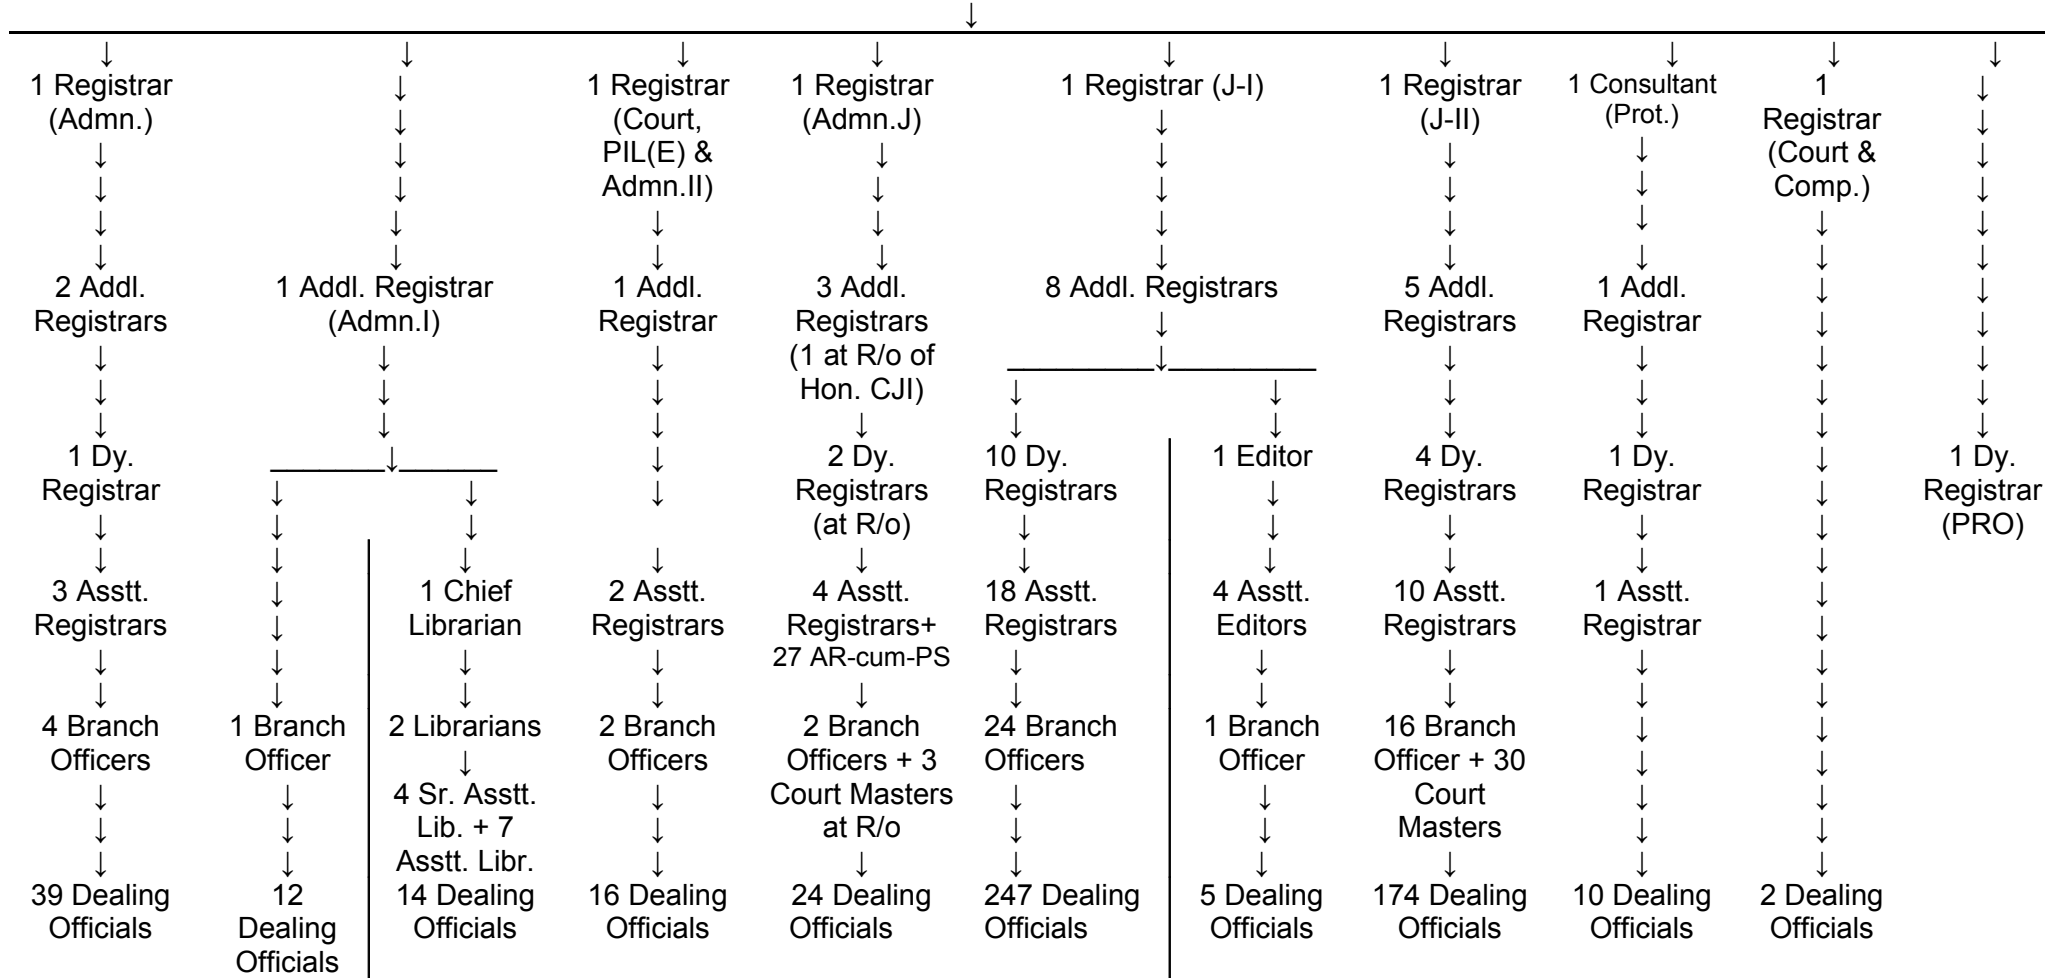 1 Registrar
(Admn.)
2 Addl.
Registrars
1 Dy.
Registrar
3 Asstt.
Registrars
4 Branch
Officers
39 Dealing
Officials
1 Addl. Registrar
(Admn.I)
1 Branch
Officer
12
Dealing
Officials
1 Chief
Librarian
2 Librarians
4 Sr. Asstt.
Lib. + 7
Asstt. Libr.
14 Dealing
Officials
1 Registrar
(Court,
PIL(E) &
Admn.II)
1 Addl.
Registrar
2 Asstt.
Registrars
2 Branch
Officers
16 Dealing
Officials
1 Registrar
(Admn.J)
3 Addl.
Registrars
(1 at R/o of
Hon. CJI)
2 Dy.
Registrars
(at R/o)
4 Asstt.
Registrars+
27 AR-cum-PS
2 Branch
Officers + 3
Court Masters
at R/o
24 Dealing
Officials
1 Registrar (J-I)
8 Addl. Registrars
10 Dy.
Registrars
18 Asstt.
Registrars
24 Branch
Officers
247 Dealing
Officials
1 Editor
4 Asstt.
Editors
1 Branch
Officer
5 Dealing
Officials
1 Registrar
(J-II)
5 Addl.
Registrars
4 Dy.
Registrars
10 Asstt.
Registrars
16 Branch
Officer + 30
Court
Masters
174 Dealing
Officials
1 Consultant
(Prot.)
1 Addl.
Registrar
1 Dy.
Registrar
1 Asstt.
Registrar
10 Dealing
Officials
1
Registrar
(Court &
Comp.)
2 Dealing
Officials
1 Dy.
Registrar
(PRO)